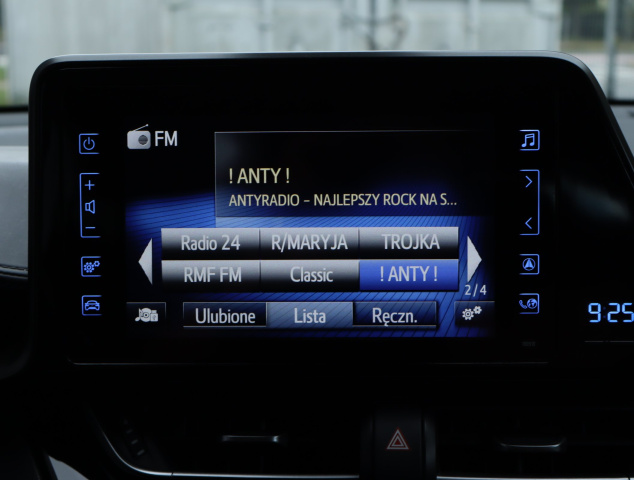 FM
! ANTY !
ANTYRADIO – NAJLEPSZY ROCK NA S...
Radio 24 R/MARYJA TROJKA
RMF FM Classic ! ANTY !
2/4
Ulubione Lista Ręczn.
9:25